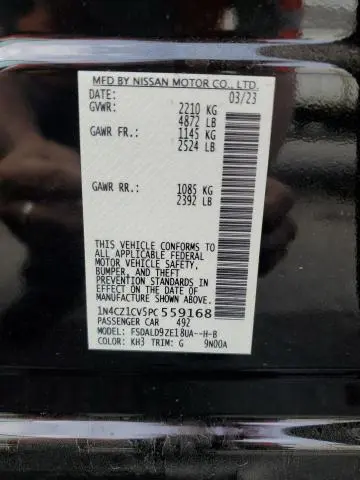 MFD BY NISSAN MOTOR CO., LTD.
DATE: 03/23
GVWR: 2210 KG
4872 LB
GAWR FR.: 1145 KG
2524 LB
GAWR RR.: 1085 KG
2392 LB
THIS VEHICLE CONFORMS TO
ALL APPLICABLE FEDERAL
MOTOR VEHICLE SAFETY,
BUMPER, AND THEFT
PREVENTION STANDARDS
IN EFFECT ON THE DATE OF
MANUFACTURE SHOWN ABOVE.
1N4CZ1CV5PC559168
PASSENGER CAR 492
MODEL: FSDALD9ZE18UA--H-B
COLOR: KH3 TRIM: G 9N00A